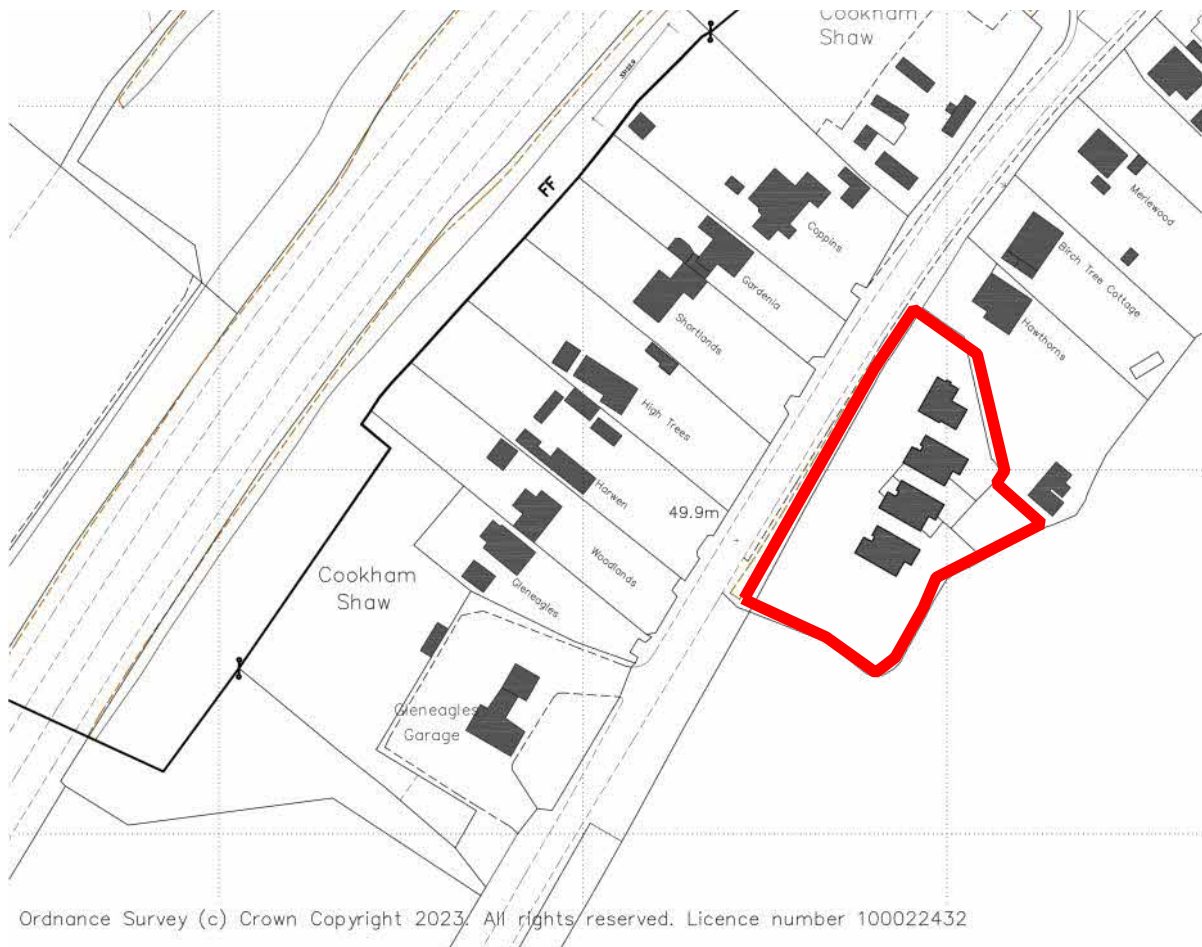 Cookham
Shaw
FF
Merlewood
Birch Tree Cottage
Hawthorns
Coppins
Gardenia
Shortlands
High Trees
Harwen
49.9m
Woodlands
Gleneagles
Cookham
Shaw
Gleneagles
Garage
Ordnance Survey (c) Crown Copyright 2023. All rights reserved. Licence number 100022432